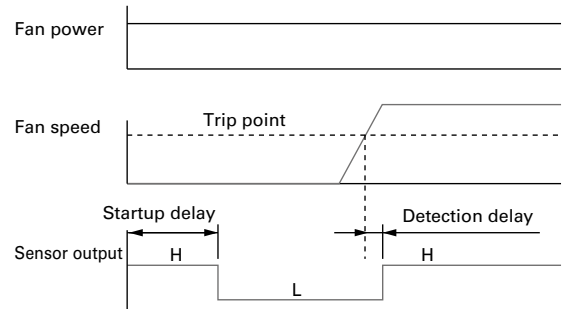 Fan power
Fan speed
Trip point
Startup delay
Detection delay
Sensor output
H
L
H